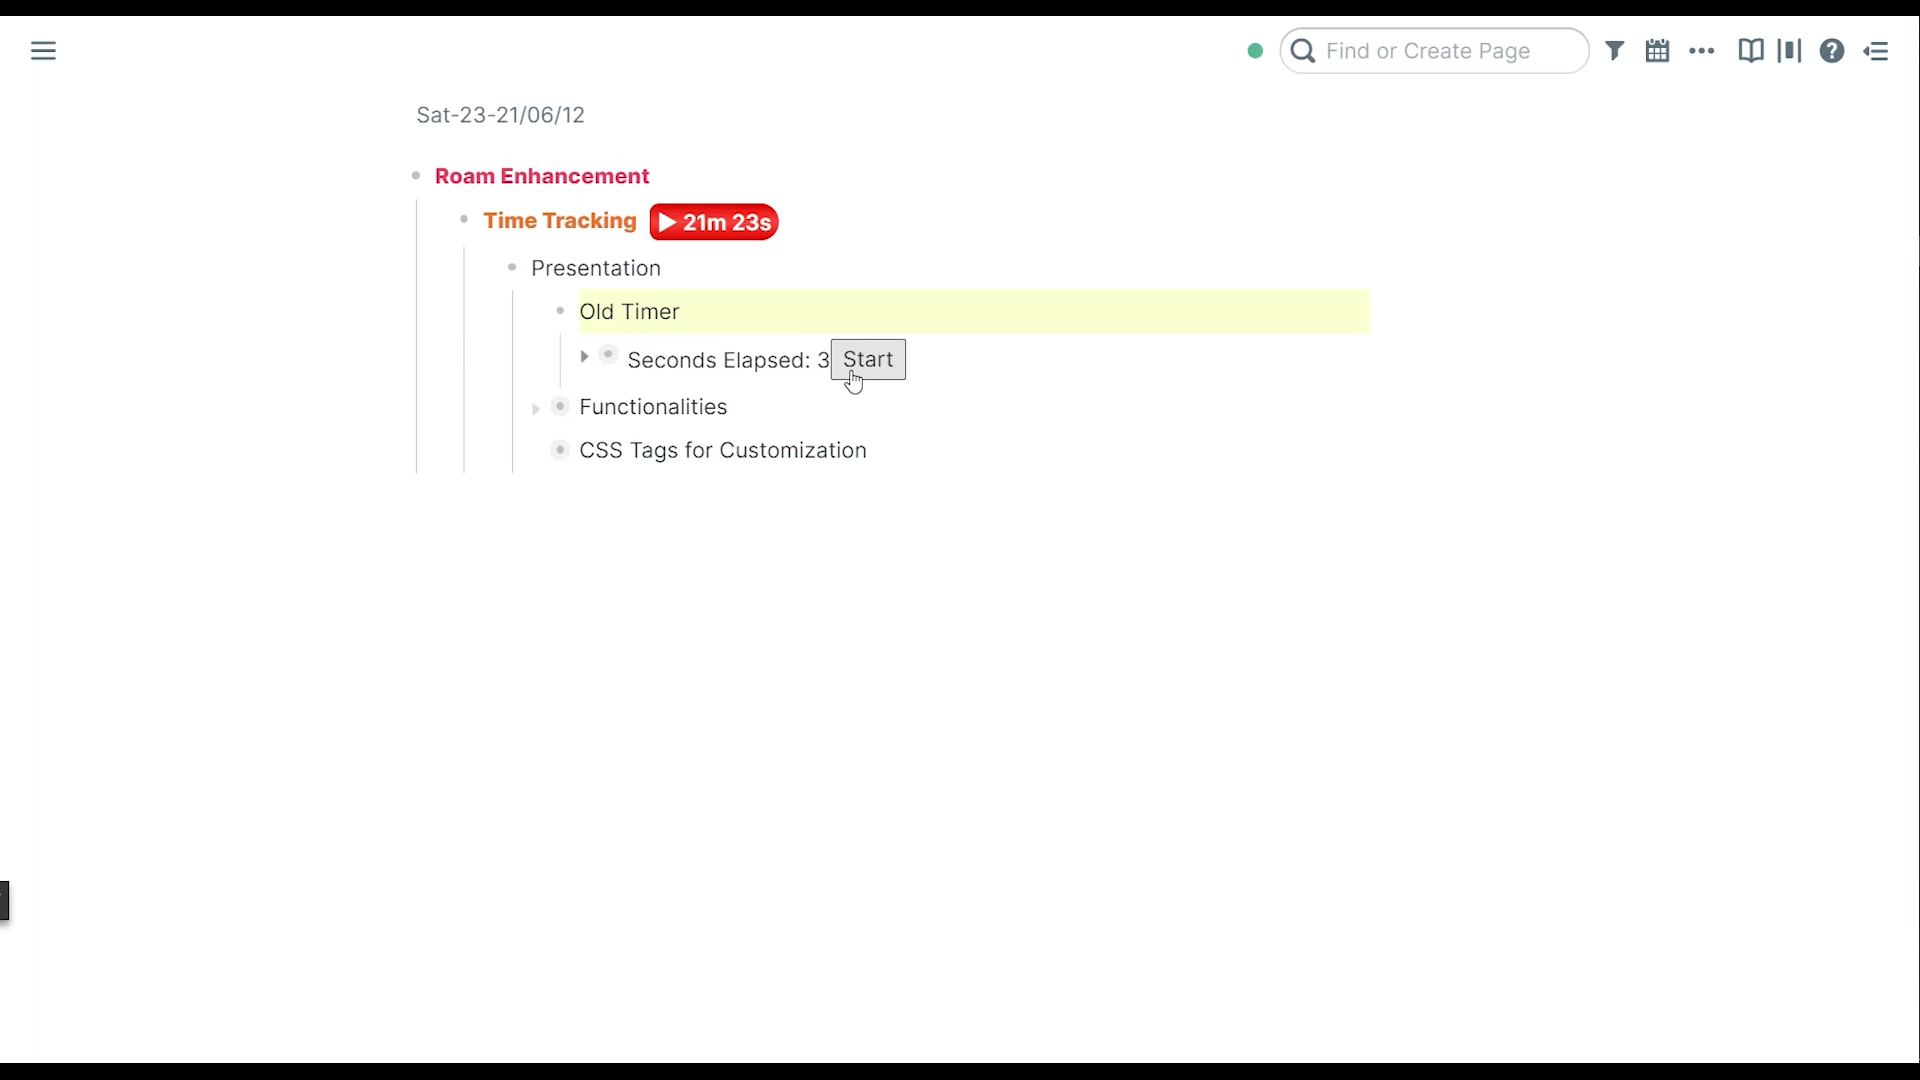 Find or Create Page
Sat-23-21/06/12
Roam Enhancement
Time Tracking 21m 23s
Presentation
Old Timer
Seconds Elapsed: 3 Start
Functionalities
CSS Tags for Customization